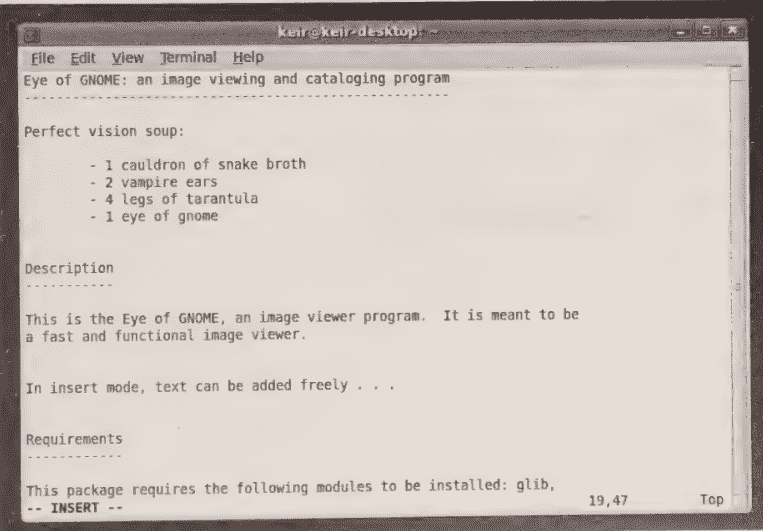 keir@keir-desktop: ~
File Edit View Terminal Help
Eye of GNOME: an image viewing and cataloging program
-----------------------------------------------------
Perfect vision soup:
- 1 cauldron of snake broth
- 2 vampire ears
- 4 legs of tarantula
- 1 eye of gnome
Description
-----------
This is the Eye of GNOME, an image viewer program.  It is meant to be
a fast and functional image viewer.
In insert mode, text can be added freely . . .
Requirements
------------
This package requires the following modules to be installed: glib,
-- INSERT -- 19,47 Top